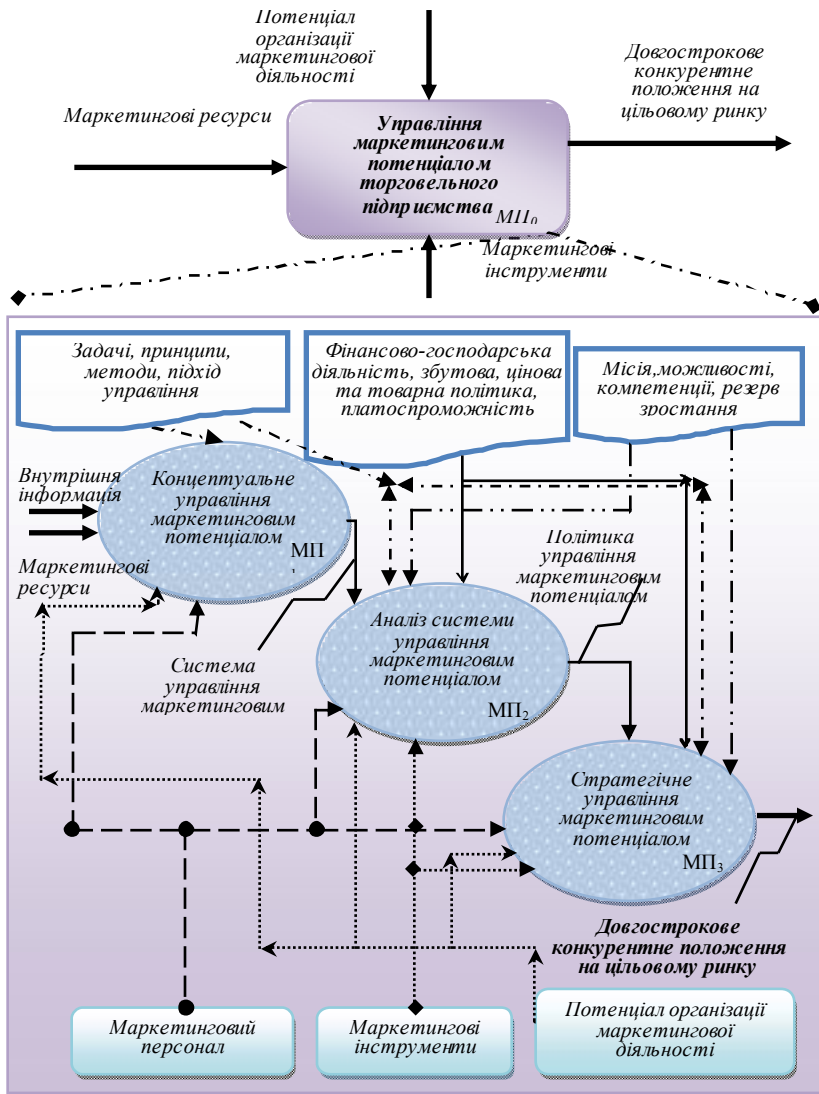 Потенціал
організації
маркетингової
діяльності
Довгострокове
конкурентне
положення на
цільовому ринку
Маркетингові ресурси
Управління
маркетинговим
потенціалом
торговельного
підприємства
МП₀
Маркетингові
інструменти
Задачі, принципи,
методи, підхід
управління
Фінансово-господарська
діяльність, збутова, цінова
та товарна політика,
платоспроможність
Місія,можливості,
компетенції, резерв
зростання
Внутрішня
інформація
Концептуальне
управління
маркетинговим
потенціалом
МП
Маркетингові
ресурси
Політика
управління
маркетинговим
потенціалом
Аналіз системи
управління
маркетинговим
потенціалом
МП₂
Система
управління
маркетинговим
Стратегічне
управління
маркетинговим
потенціалом
МП₃
Довгострокове
конкурентне положення
на цільовому ринку
Маркетинговий
персонал
Маркетингові
інструменти
Потенціал організації
маркетингової
діяльності